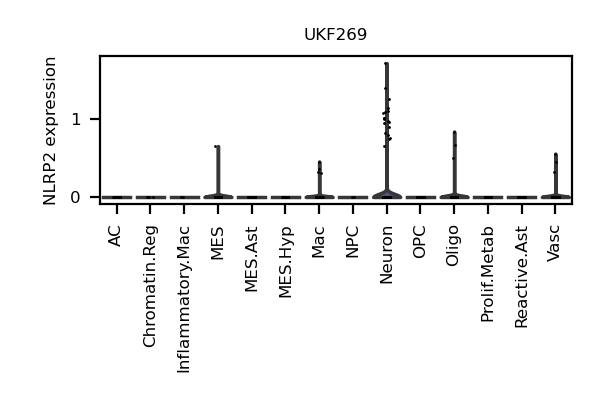 UKF269
NLRP2 expression
1
0
AC
Chromatin.Reg
Inflammatory.Mac
MES
MES.Ast
MES.Hyp
Mac
NPC
Neuron
OPC
Oligo
Prolif.Metab
Reactive.Ast
Vasc